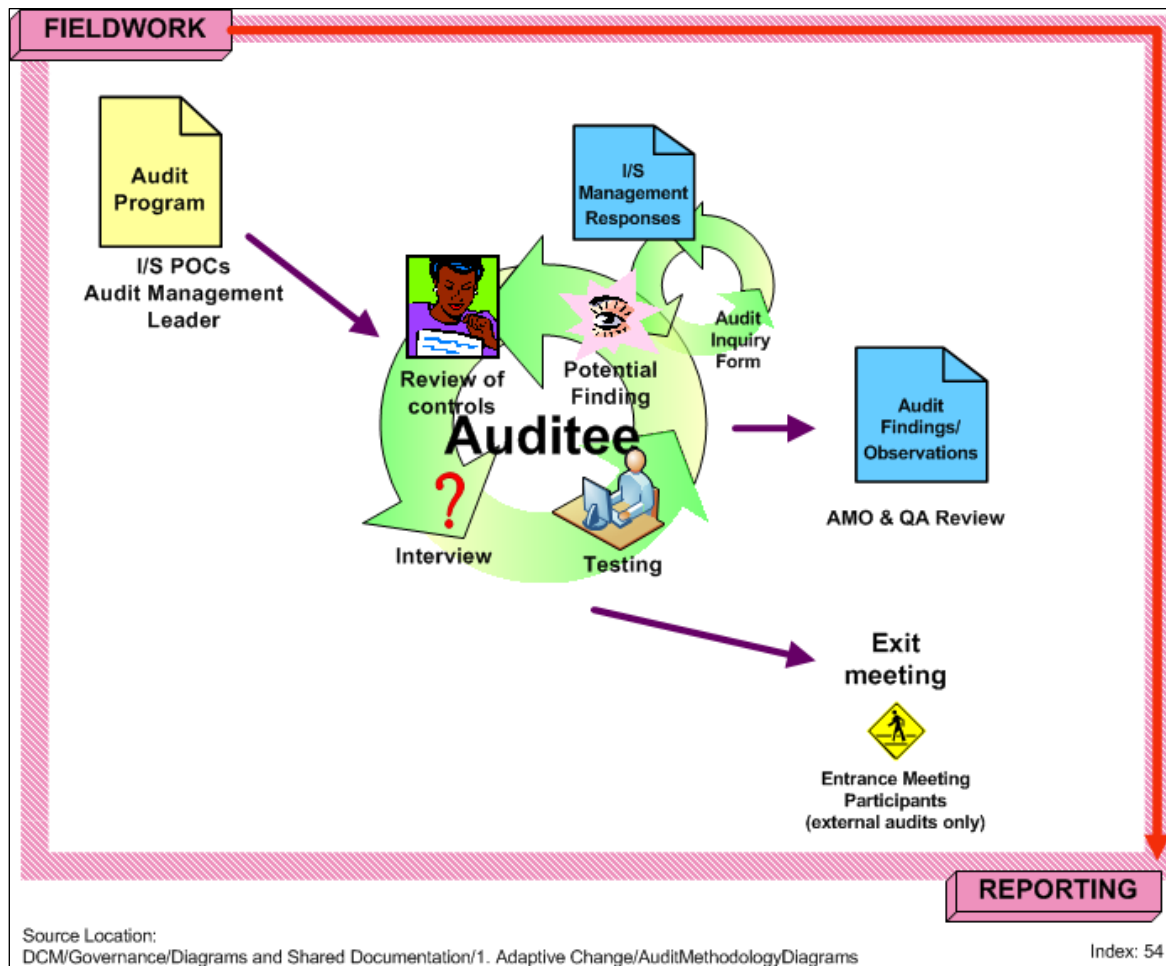 FIELDWORK
Audit
Program
I/S POCs
Audit Management
Leader
I/S
Management
Responses
Audit
Inquiry
Form
Review of
controls
Potential
Finding
Auditee
?
Interview
Testing
Audit
Findings/
Observations
AMO & QA Review
Exit
meeting
Entrance Meeting
Participants
(external audits only)
REPORTING
Source Location:
DCM/Governance/Diagrams and Shared Documentation/1. Adaptive Change/AuditMethodologyDiagrams
Index: 54